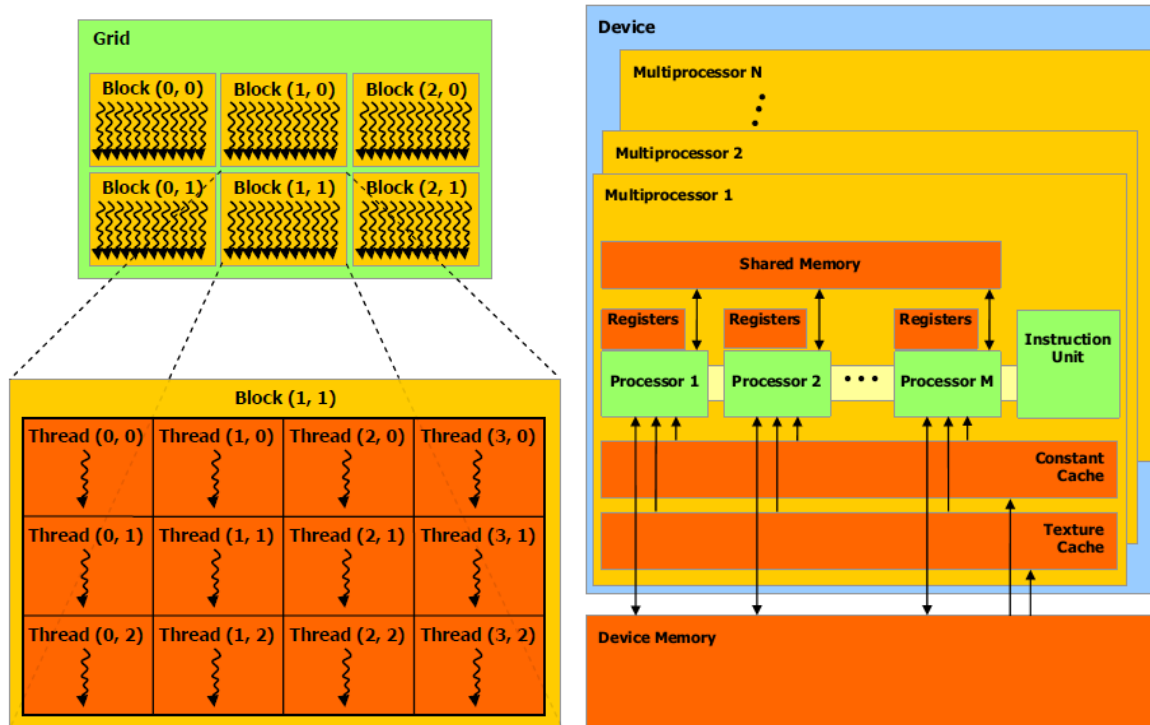 Grid
Block (0, 0) Block (1, 0) Block (2, 0)
Block (0, 1) Block (1, 1) Block (2, 1)
Block (1, 1)
Thread (0, 0) Thread (1, 0) Thread (2, 0) Thread (3, 0)
Thread (0, 1) Thread (1, 1) Thread (2, 1) Thread (3, 1)
Thread (0, 2) Thread (1, 2) Thread (2, 2) Thread (3, 2)
Device
Multiprocessor N
Multiprocessor 2
Multiprocessor 1
Shared Memory
Registers Registers Registers
Instruction
Unit
Processor 1 Processor 2 Processor M
Constant
Cache
Texture
Cache
Device Memory